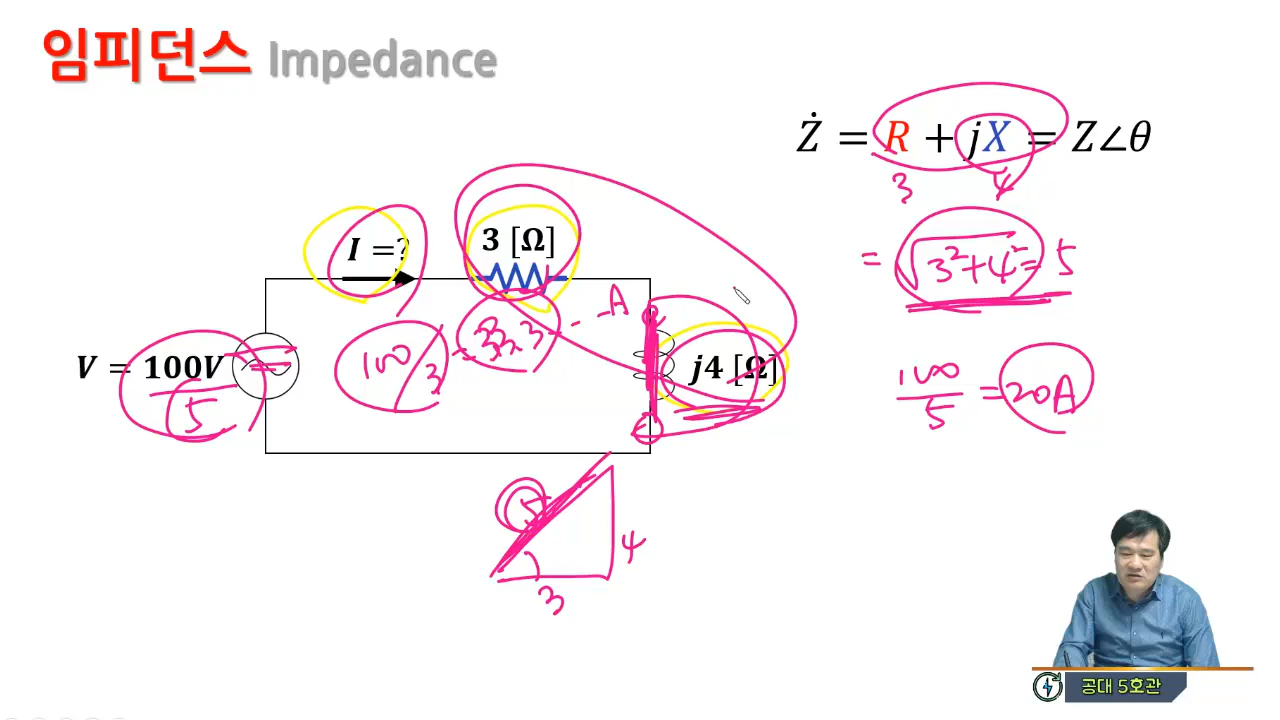 임피던스 Impedance
Ż = R + jX = Z∠θ
3 4
= √3²+4² = 5
I =?
3 [Ω]
V = 100V
5
100/3 = 33.3 - - A
j4 [Ω]
100/5 = 20A
5
4
3
공대 5호관